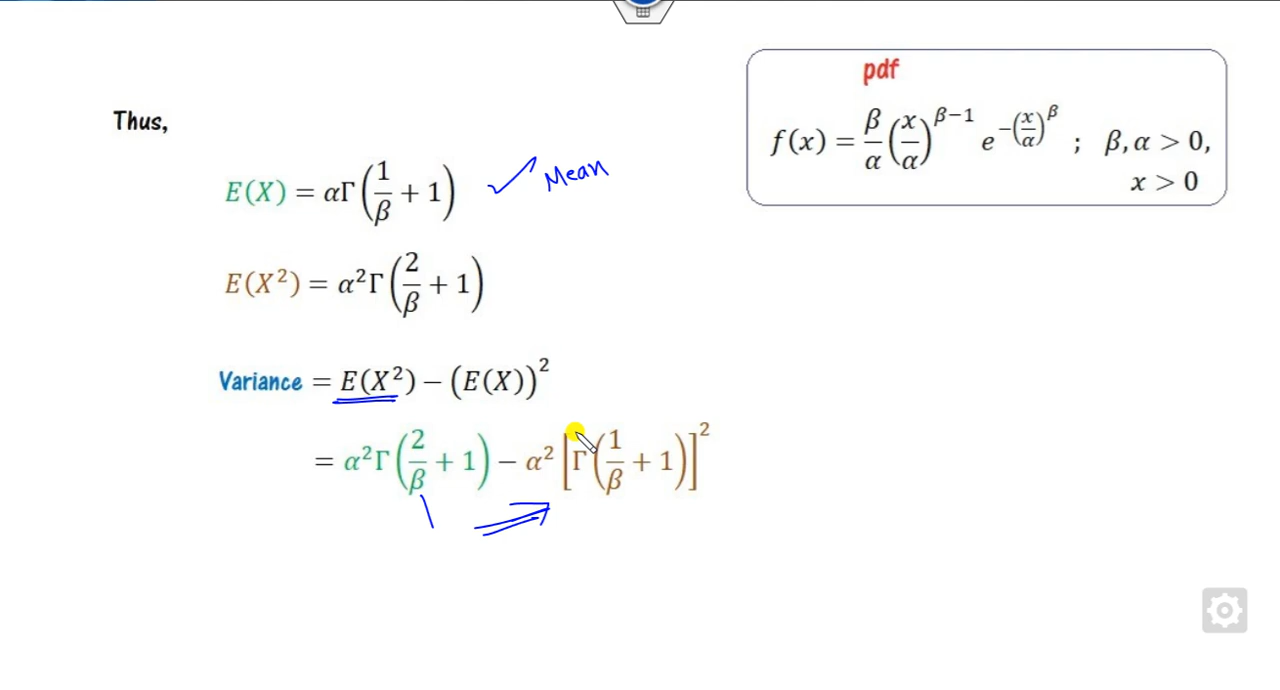 pdf
f(x) = β/α (x/α)^(β−1) e^(−(x/α)^β) ; β, α > 0,
x > 0
Thus,
E(X) = αΓ(1/β + 1) Mean
E(X²) = α²Γ(2/β + 1)
Variance = E(X²) − (E(X))²
= α²Γ(2/β + 1) − α² [Γ(1/β + 1)]²